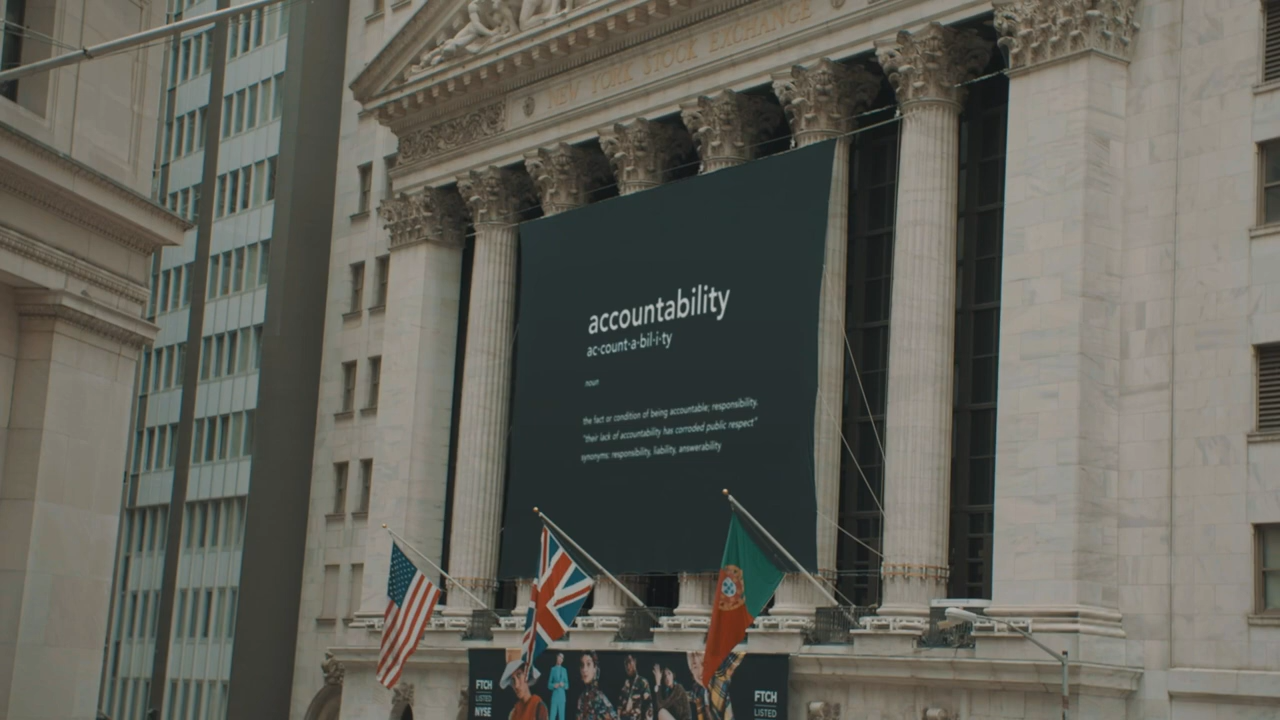 NEW YORK STOCK EXCHANGE
accountability
ac·count·a·bil·i·ty
noun
the fact or condition of being accountable; responsibility.
"their lack of accountability has corroded public respect"
synonyms: responsibility, liability, answerability
FTCH
LISTED
NYSE
FTCH
LISTED